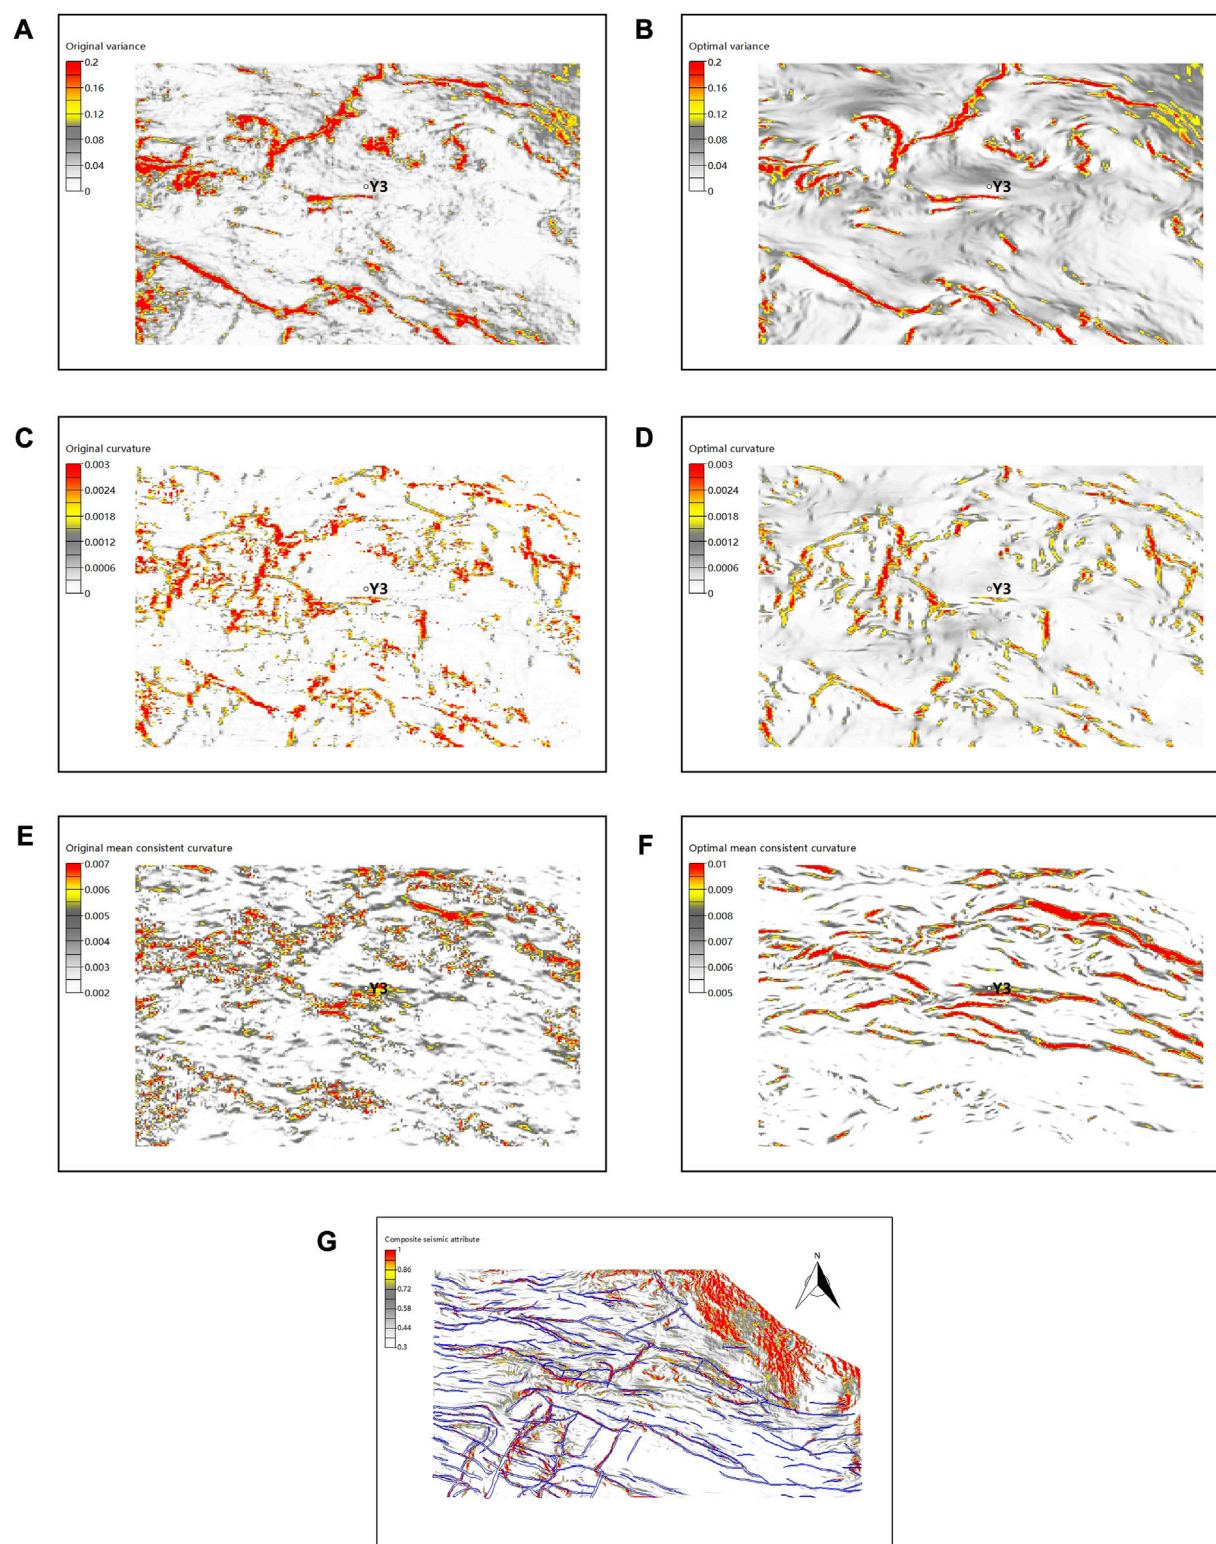 A
Original variance
0.2
0.16
0.12
0.08
0.04
0
Y3
B
Optimal variance
0.2
0.16
0.12
0.08
0.04
0
Y3
C
Original curvature
0.003
0.0024
0.0018
0.0012
0.0006
0
Y3
D
Optimal curvature
0.003
0.0024
0.0018
0.0012
0.0006
0
Y3
E
Original mean consistent curvature
0.007
0.006
0.005
0.004
0.003
0.002
Y3
F
Optimal mean consistent curvature
0.01
0.009
0.008
0.007
0.006
0.005
Y3
G
Composite seismic attribute
1
0.86
0.72
0.58
0.44
0.3
N